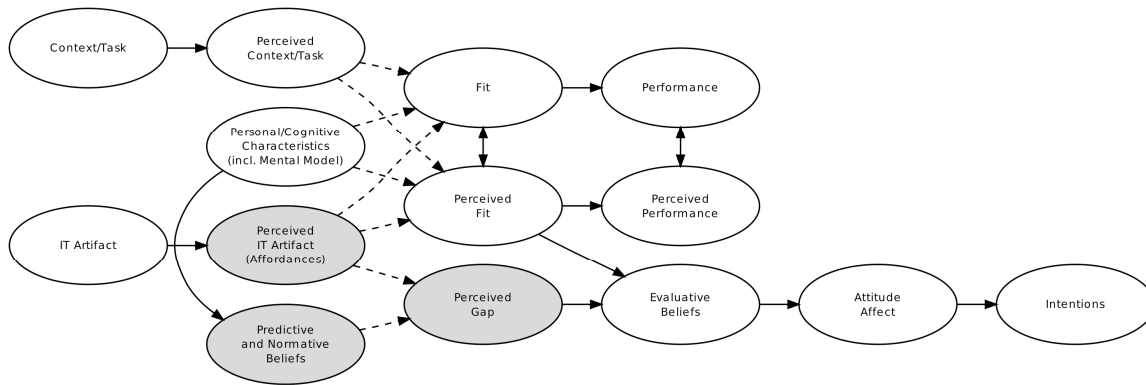 Context/Task
Perceived
Context/Task
Fit
Performance
Personal/Cognitive
Characteristics
(incl. Mental Model)
IT Artifact
Perceived
IT Artifact
(Affordances)
Perceived
Fit
Perceived
Performance
Predictive
and Normative
Beliefs
Perceived
Gap
Evaluative
Beliefs
Attitude
Affect
Intentions